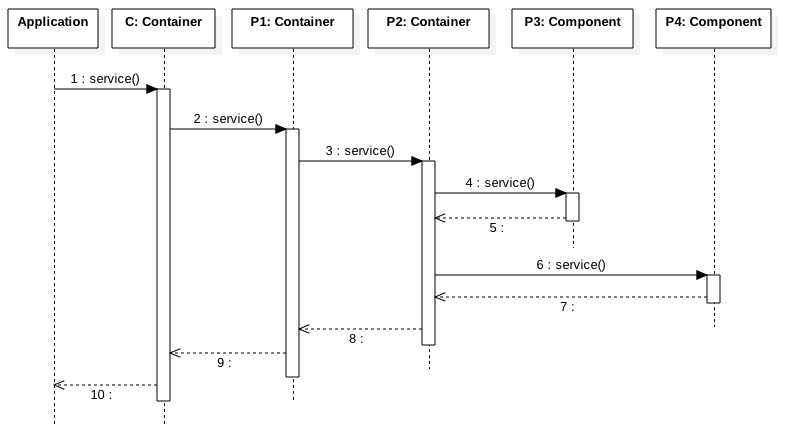 Application
C: Container
P1: Container
P2: Container
P3: Component
P4: Component
1 : service()
2 : service()
3 : service()
4 : service()
5 :
6 : service()
7 :
8 :
9 :
10 :